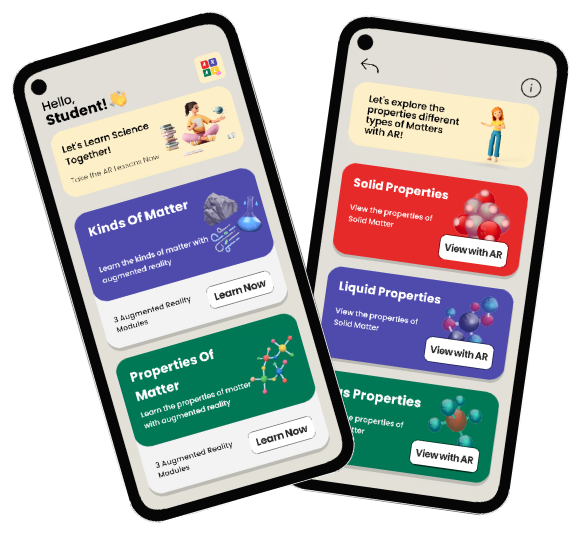 Hello,
Student!
Let's Learn Science
Together!
Take the AR Lessons Now
Kinds Of Matter
Learn the kinds of matter with
augmented reality
3 Augmented Reality
Modules
Learn Now
Properties Of
Matter
Learn the properties of matter
with augmented reality
3 Augmented Reality
Modules
Learn Now
Let's explore the
properties different
types of Matters
with AR!
Solid Properties
View the properties of
Solid Matter
View with AR
Liquid Properties
View the properties of
Solid Matter
View with AR
as Properties
e properties of
tter
View with AR